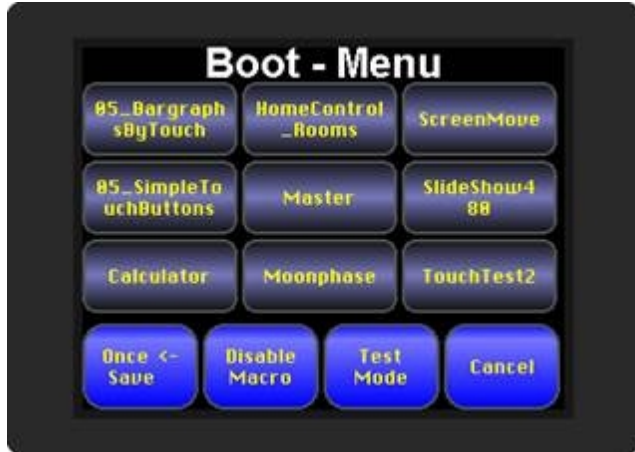 Boot - Menu
05_Bargraph
sByTouch
HomeControl
_Rooms
ScreenMove
05_SimpleTo
uchButtons
Master
SlideShow4
80
Calculator
Moonphase
TouchTest2
Once <-
Save
Disable
Macro
Test
Mode
Cancel